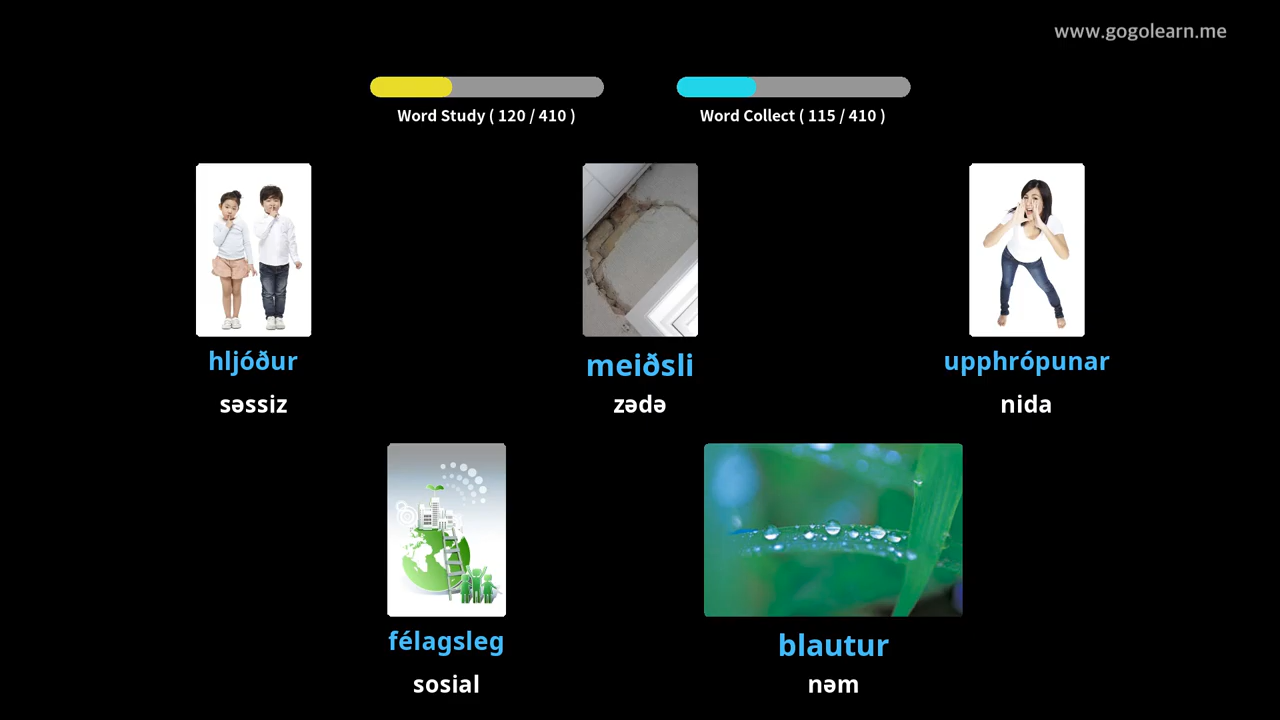 www.gogolearn.me
Word Study ( 120 / 410 )
Word Collect ( 115 / 410 )
hljóður
səssiz
meiðsli
zədə
upphrópunar
nida
félagsleg
sosial
blautur
nəm